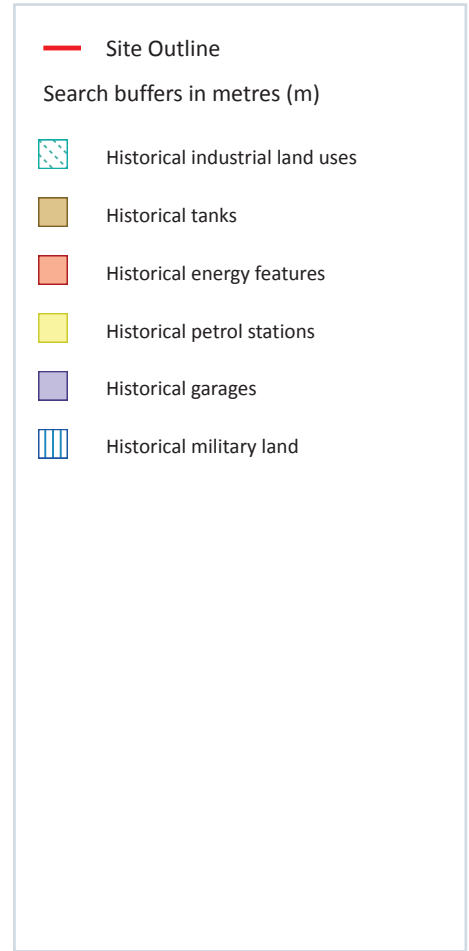 Site Outline
Search buffers in metres (m)
Historical industrial land uses
Historical tanks
Historical energy features
Historical petrol stations
Historical garages
Historical military land